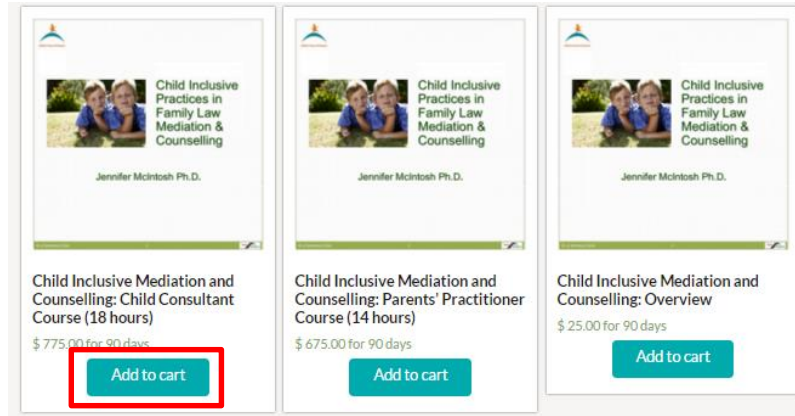 Child Inclusive
Practices in
Family Law
Mediation &
Counselling
Jennifer McIntosh Ph.D.
Child Inclusive Mediation and
Counselling: Child Consultant
Course (18 hours)
$ 775.00 for 90 days
Add to cart
Child Inclusive
Practices in
Family Law
Mediation &
Counselling
Jennifer McIntosh Ph.D.
Child Inclusive Mediation and
Counselling: Parents' Practitioner
Course (14 hours)
$ 675.00 for 90 days
Add to cart
Child Inclusive
Practices in
Family Law
Mediation &
Counselling
Jennifer McIntosh Ph.D.
Child Inclusive Mediation and
Counselling: Overview
$ 25.00 for 90 days
Add to cart